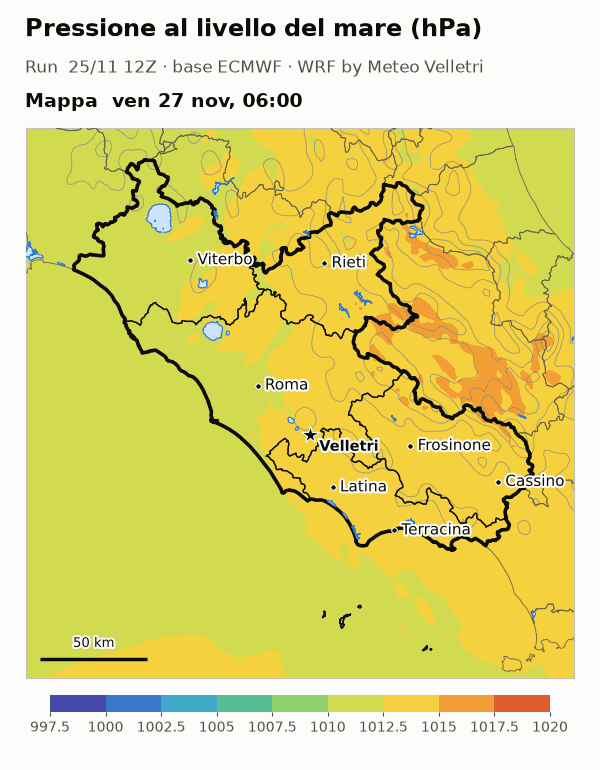 Pressione al livello del mare (hPa)
Run  25/11 12Z · base ECMWF · WRF by Meteo Velletri
Mappa  ven 27 nov, 06:00
Viterbo
Rieti
Roma
Velletri
Frosinone
Cassino
Latina
Terracina
50 km
997.5 1000 1002.5 1005 1007.5 1010 1012.5 1015 1017.5 1020